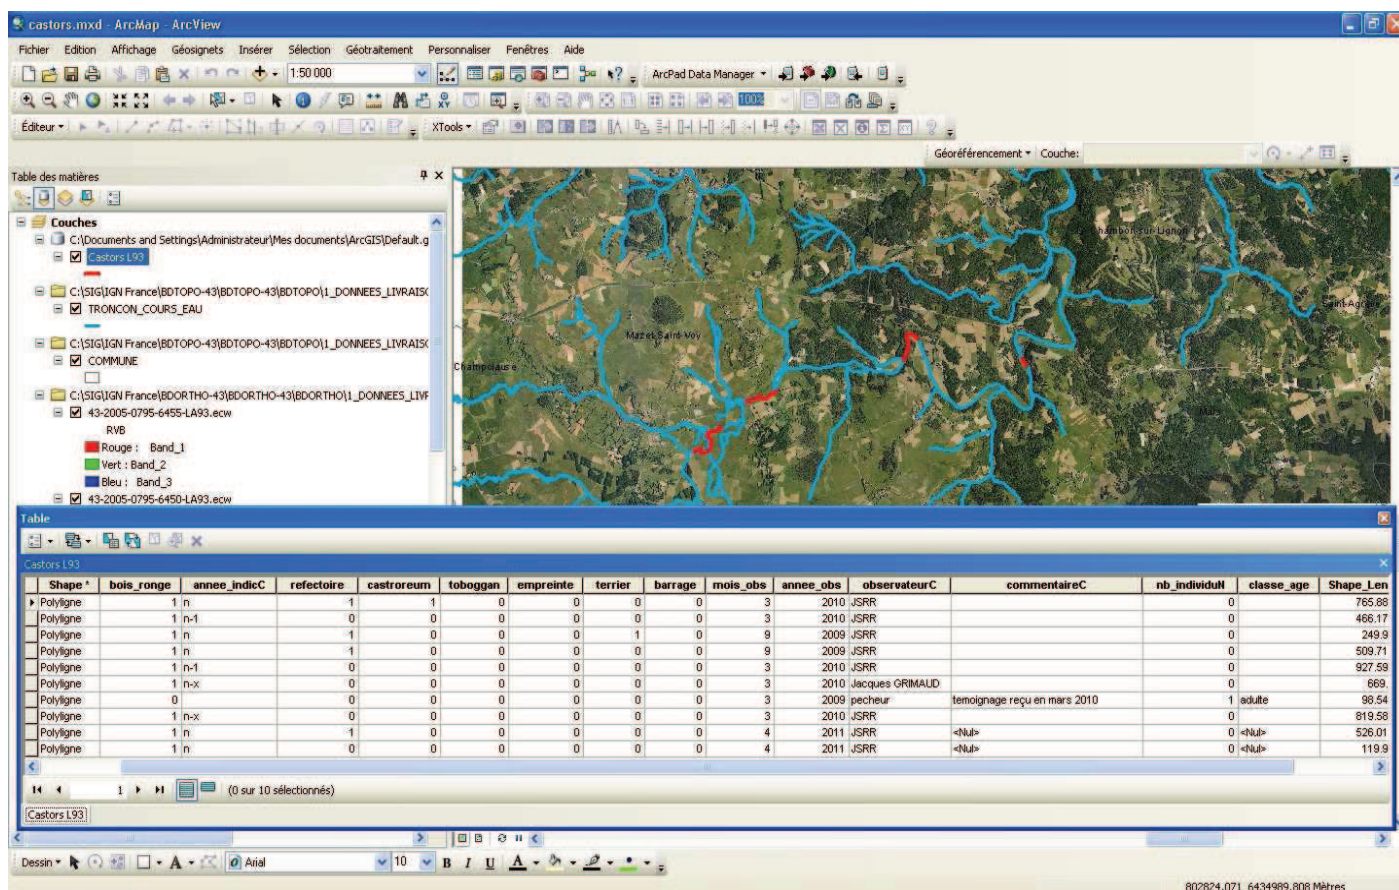 castors.mxd - ArcMap - ArcView
Fichier Edition Affichage Géosignets Insérer Sélection Géotraitement Personnaliser Fenêtres Aide
1:50 000 ArcPad Data Manager
100%
Éditeur XTools
Géoréférencement Couche:
Table des matières
Couches
C:\Documents and Settings\Administrateur\Mes documents\ArcGIS\Default.g
Castors L93
C:\SIG\IGN France\BDTOPO-43\BDTOPO-43\BDTOPO\1_DONNEES_LIVRAISC
TRONCON_COURS_EAU
C:\SIG\IGN France\BDTOPO-43\BDTOPO-43\BDTOPO\1_DONNEES_LIVRAISC
COMMUNE
C:\SIG\IGN France\BDORTHO-43\BDORTHO-43\BDORTHO\1_DONNEES_LIVR
43-2005-0795-6455-LA93.ecw
RVB
Rouge : Band_1
Vert : Band_2
Bleu : Band_3
43-2005-0795-6450-LA93.ecw
Chambon-sur-Lignon
Saint-Agrève
Mazet-Saint-Voy
Champclause
Mars
Table
Castors L93
Shape * bois_ronge annee_indicC refectoire castroreum toboggan empreinte terrier barrage mois_obs annee_obs observateurC commentaireC nb_individuN classe_age Shape_Len
Polyligne 1 n 1 1 0 0 0 0 3 2010 JSRR 0 765.88
Polyligne 1 n-1 0 0 0 0 0 0 3 2010 JSRR 0 466.17
Polyligne 1 n 1 0 0 0 1 0 9 2009 JSRR 0 249.9
Polyligne 1 n 1 0 0 0 0 0 9 2009 JSRR 0 509.71
Polyligne 1 n-1 0 0 0 0 0 0 3 2010 JSRR 0 927.59
Polyligne 1 n-x 0 0 0 0 0 0 3 2010 Jacques GRIMAUD 0 669.
Polyligne 0 0 0 0 0 0 0 3 2009 pecheur temoignage reçu en mars 2010 1 adulte 98.54
Polyligne 1 n-x 0 0 0 0 0 0 3 2010 JSRR 0 819.58
Polyligne 1 n 1 0 0 0 0 0 4 2011 JSRR <Nul> 0 <Nul> 526.01
Polyligne 1 n 0 0 0 0 0 0 4 2011 JSRR <Nul> 0 <Nul> 119.9
1 (0 sur 10 sélectionnés)
Castors L93
Dessin A Arial 10 B I U A
802824,071 6434989,808 Mètres